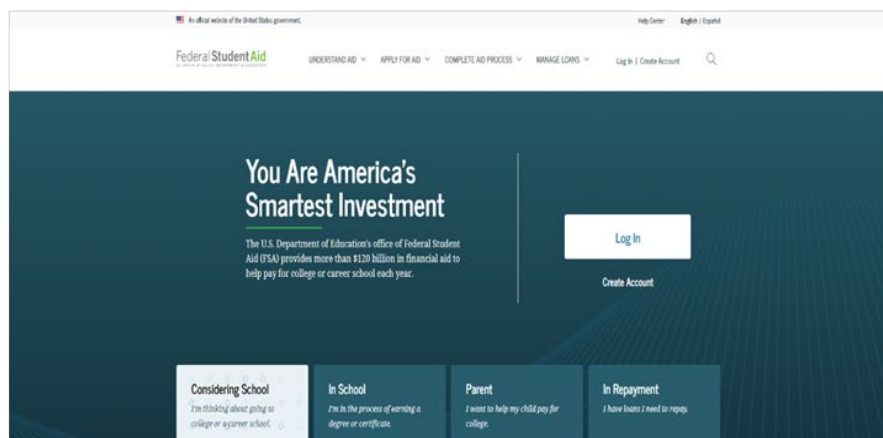 An official website of the United States government.
Help Center English | Español
Federal Student Aid
UNDERSTAND AID APPLY FOR AID COMPLETE AID PROCESS MANAGE LOANS Log In | Create Account
You Are America's
Smartest Investment
The U.S. Department of Education's office of Federal Student
Aid (FSA) provides more than $120 billion in financial aid to
help pay for college or career school each year.
Log In
Create Account
Considering School
I'm thinking about going to
college or a career school.
In School
I'm in the process of earning a
degree or certificate.
Parent
I want to help my child pay for
college.
In Repayment
I have loans I need to repay.